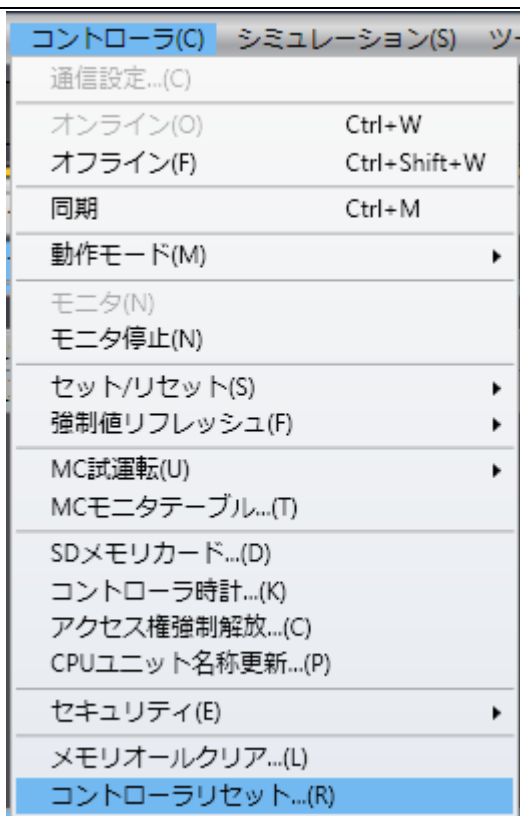 コントローラ(C) シミュレーション(S) ツー
通信設定...(C)
オンライン(O) Ctrl+W
オフライン(F) Ctrl+Shift+W
同期 Ctrl+M
動作モード(M)
モニタ(N)
モニタ停止(N)
セット/リセット(S)
強制値リフレッシュ(F)
MC試運転(U)
MCモニタテーブル...(T)
SDメモリカード...(D)
コントローラ時計...(K)
アクセス権強制解放...(C)
CPUユニット名称更新...(P)
セキュリティ(E)
メモリオールクリア...(L)
コントローラリセット...(R)